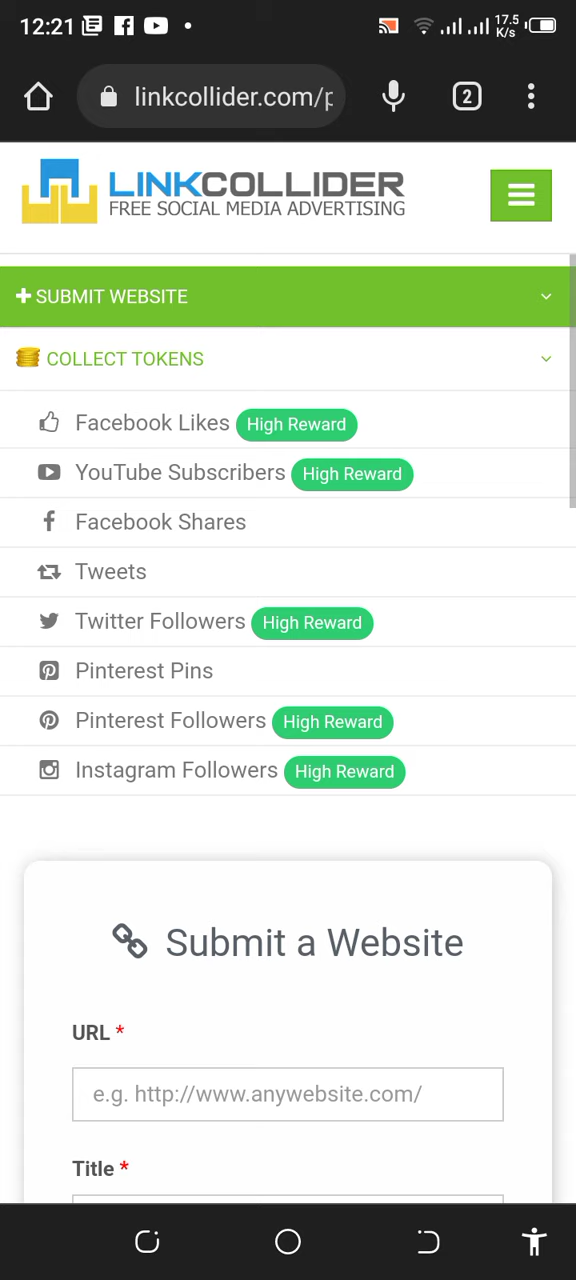 12:21 17.5 K/s
linkcollider.com/p 2
LINKCOLLIDER
FREE SOCIAL MEDIA ADVERTISING
SUBMIT WEBSITE
COLLECT TOKENS
Facebook Likes High Reward
YouTube Subscribers High Reward
Facebook Shares
Tweets
Twitter Followers High Reward
Pinterest Pins
Pinterest Followers High Reward
Instagram Followers High Reward
Submit a Website
URL *
e.g. http://www.anywebsite.com/
Title *